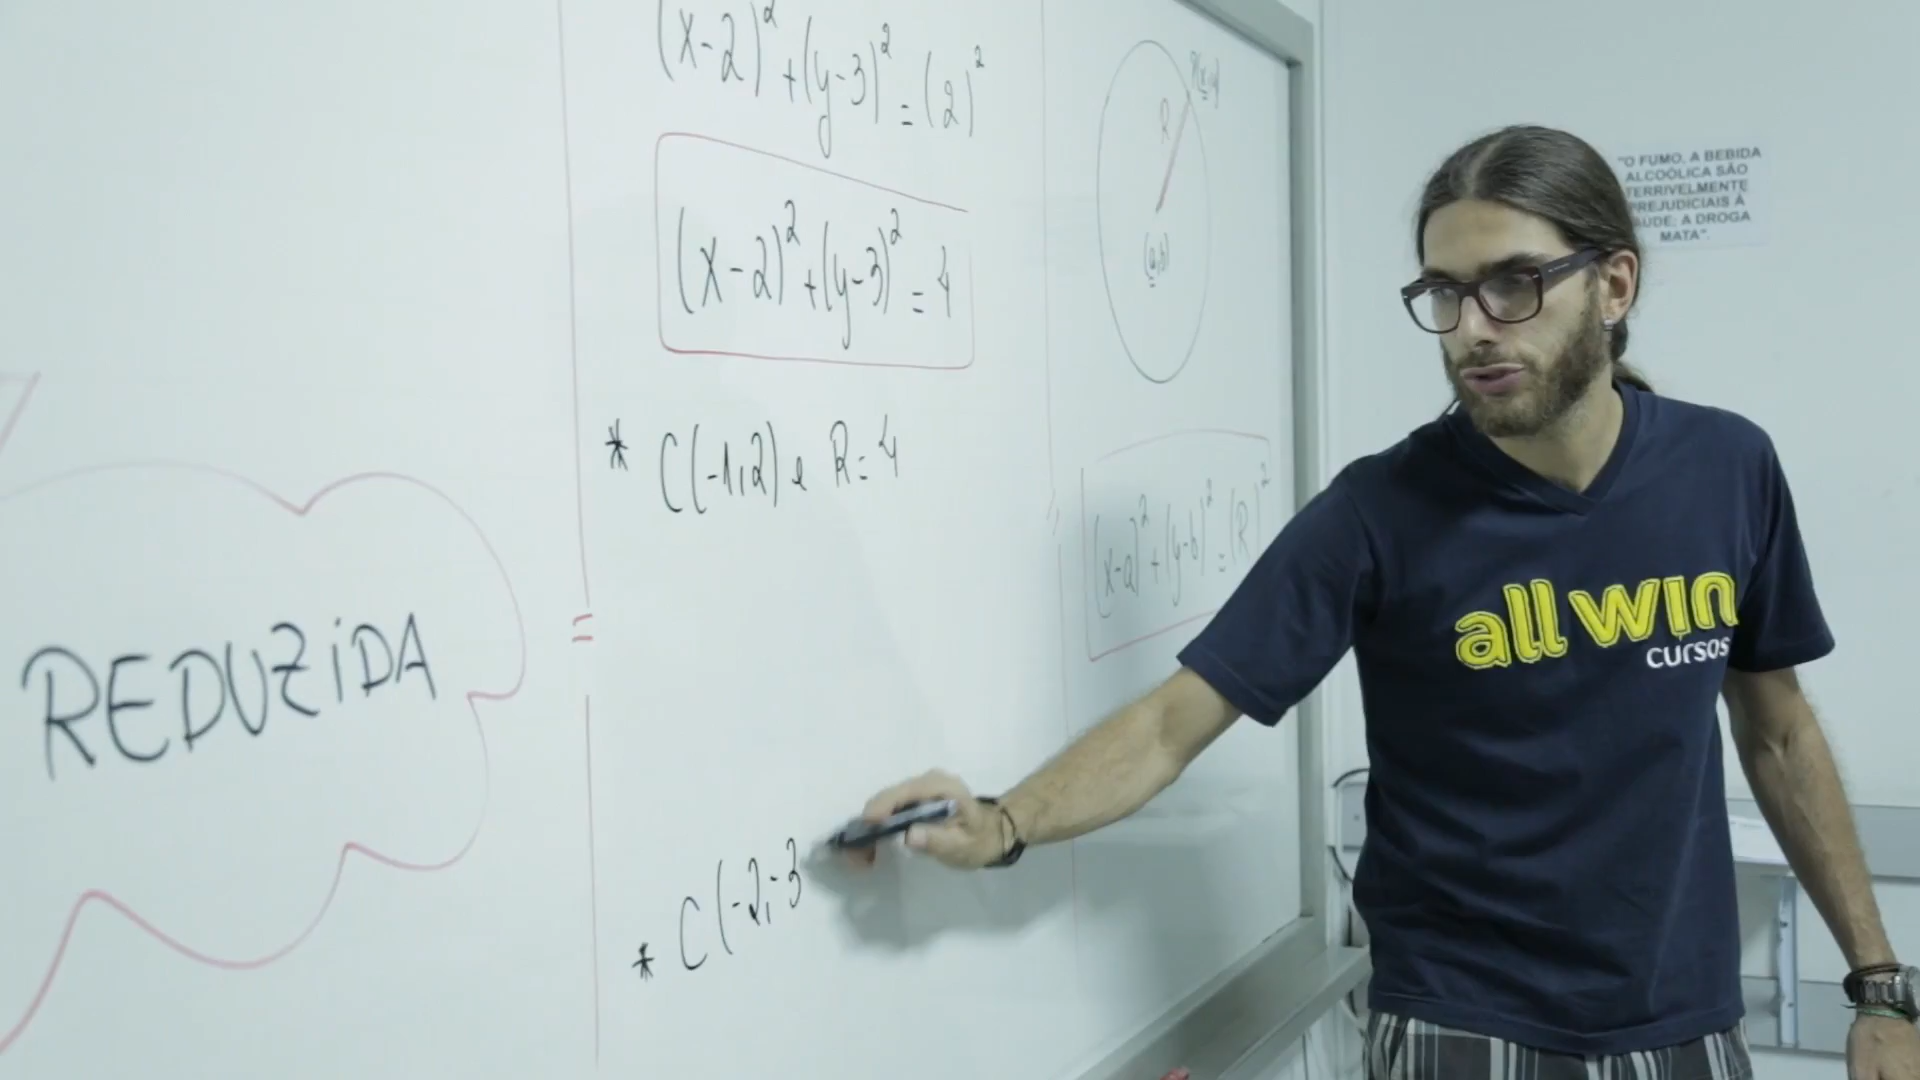 (x-2)² + (y-3)² = (2)²
(x-2)² + (y-3)² = 4
* C(-1,2) e R = 4
* C(-2,-3
REDUZIDA
=
P(x,y)
R
(a,b)
(x-a)² + (y-b)² = (R)²
"O FUMO, A BEBIDA
ALCOÓLICA SÃO
TERRIVELMENTE
PREJUDICIAIS À
SAÚDE; A DROGA
MATA".
all win
cursos